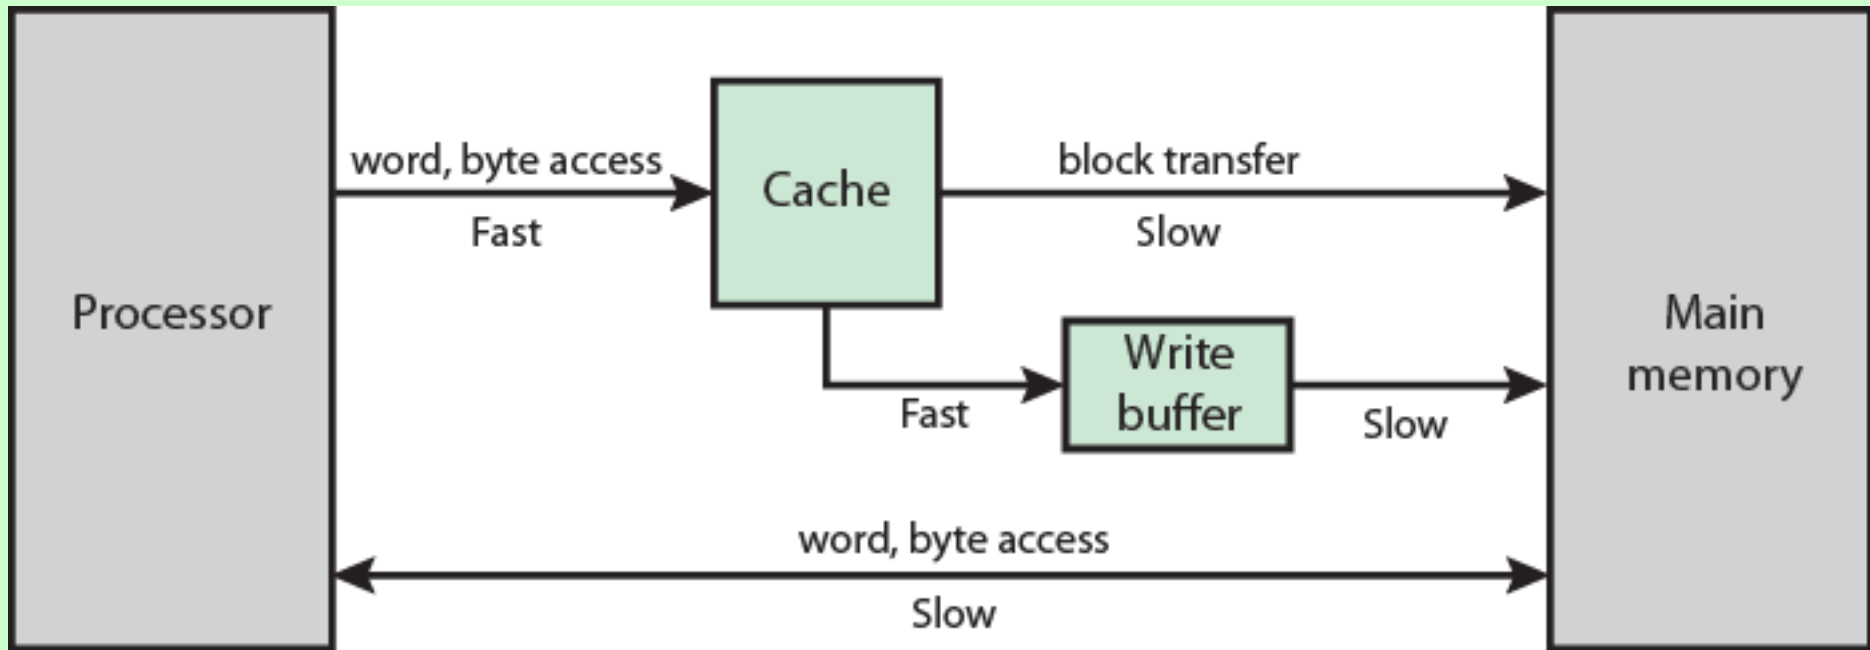 Processor
word, byte access
Fast
Cache
block transfer
Slow
Fast
Write
buffer
Slow
word, byte access
Slow
Main
memory